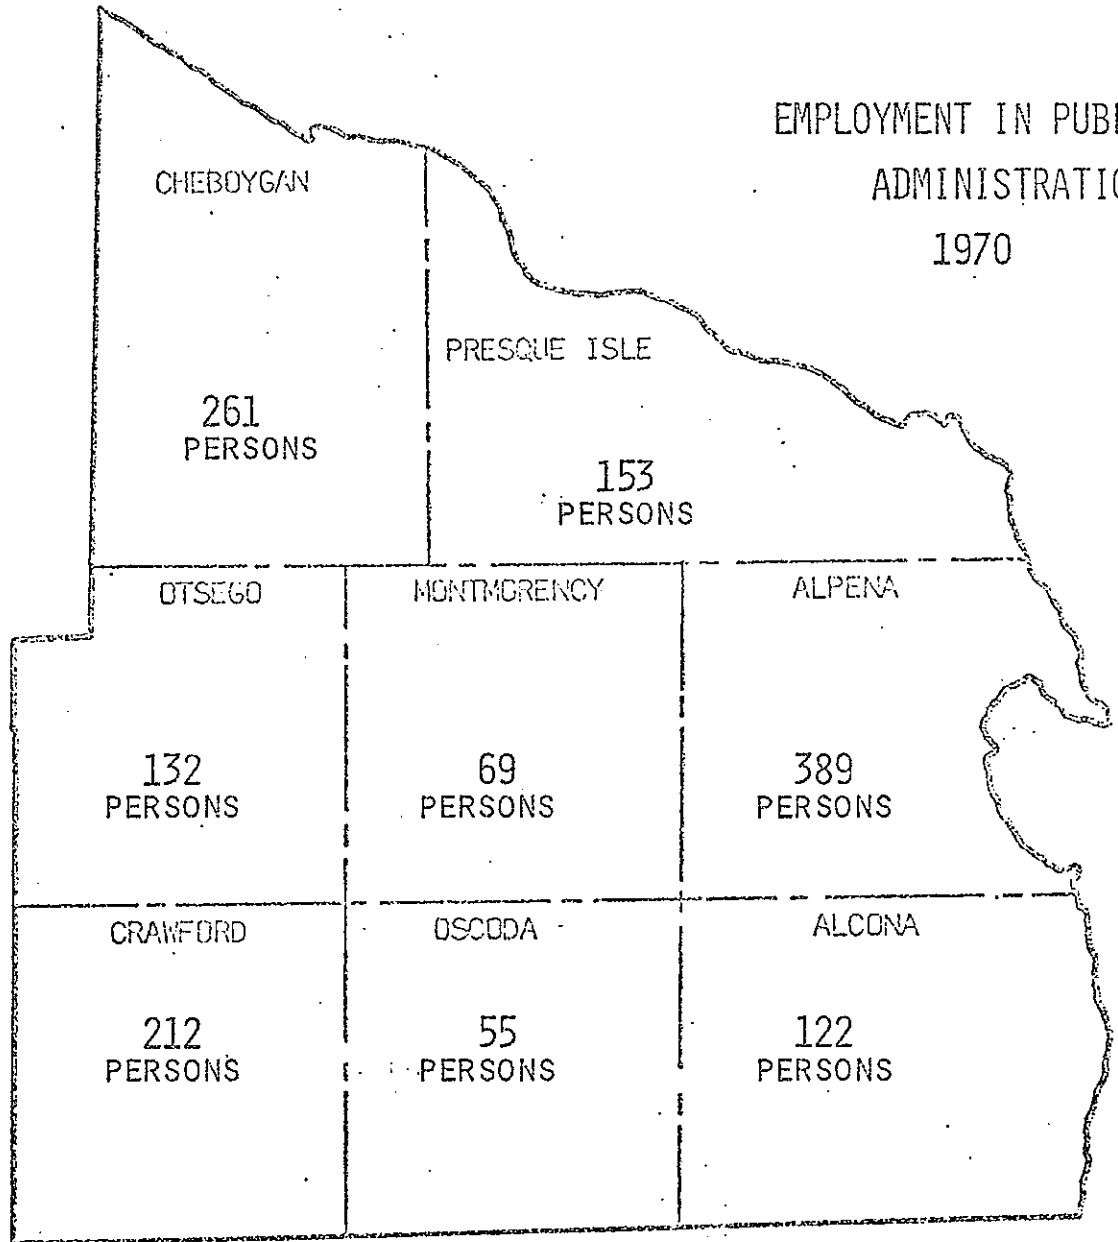 EMPLOYMENT IN PUB
ADMINISTRATIO
1970
CHEBOYGAN
261
PERSONS
PRESQUE ISLE
153
PERSONS
OTSEGO
132
PERSONS
MONTMORENCY
69
PERSONS
ALPENA
389
PERSONS
CRAWFORD
212
PERSONS
OSCODA
55
PERSONS
ALCONA
122
PERSONS